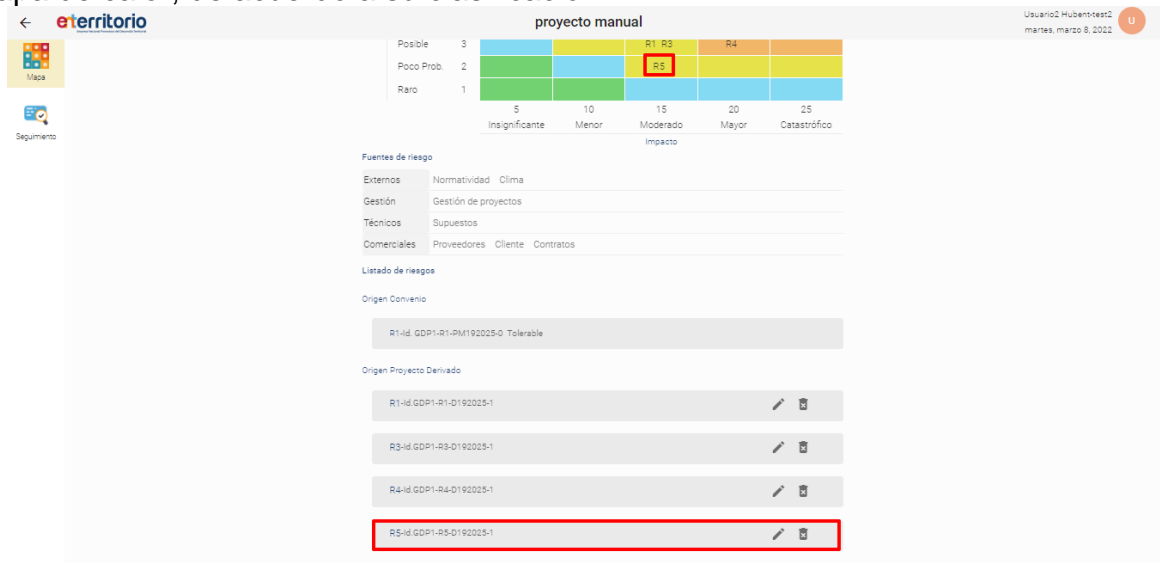 eterritorio
proyecto manual
Usuario2 Hubent-test2
martes, marzo 8, 2022
U
Mapa
Seguimiento
Posible 3 R1 R3 R4
Poco Prob. 2 R5
Raro 1
5 10 15 20 25
Insignificante Menor Moderado Mayor Catastrófico
Impacto
Fuentes de riesgo
Externos Normatividad Clima
Gestión Gestión de proyectos
Técnicos Supuestos
Comerciales Proveedores Cliente Contratos
Listado de riesgos
Origen Convenio
R1-Id. GDP1-R1-PM192025-0 Tolerable
Origen Proyecto Derivado
R1-Id.GDP1-R1-D192025-1
R3-Id.GDP1-R3-D192025-1
R4-Id.GDP1-R4-D192025-1
R5-Id.GDP1-R5-D192025-1